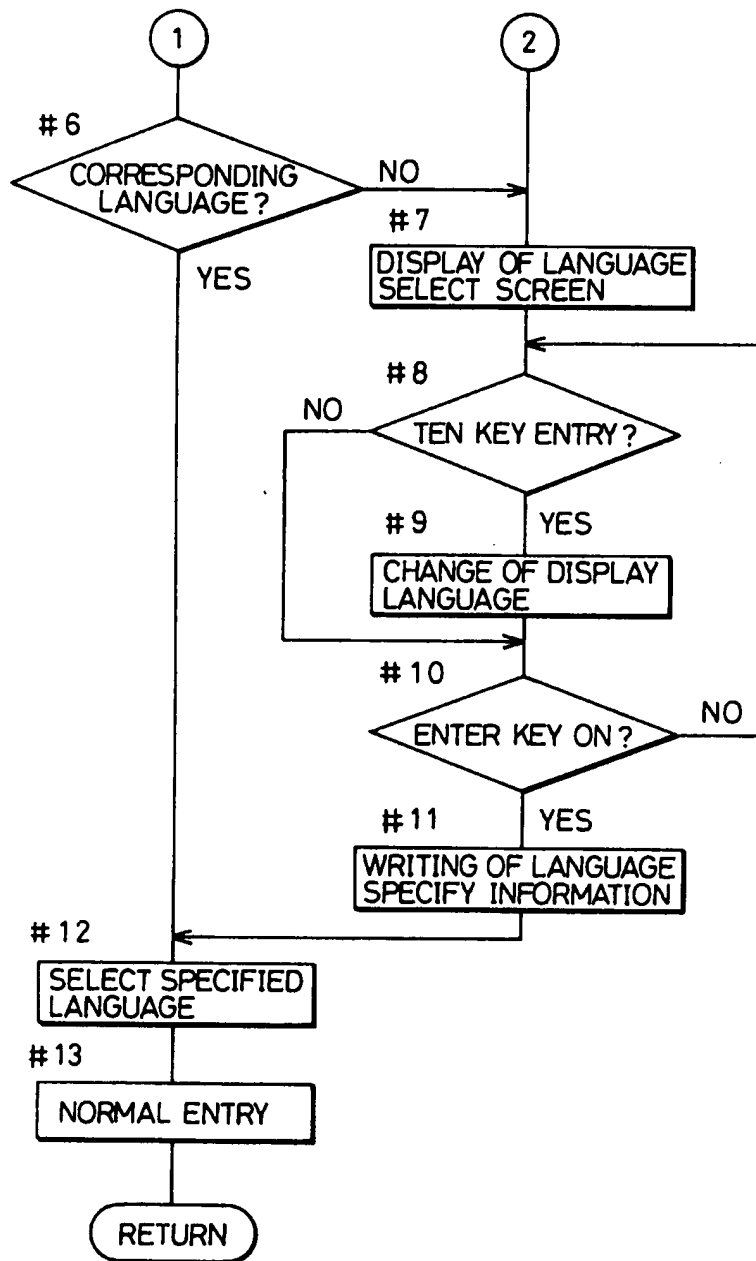 1
2
#6
CORRESPONDING
LANGUAGE?
NO
YES
#7
DISPLAY OF LANGUAGE
SELECT SCREEN
#8
NO
TEN KEY ENTRY?
YES
#9
CHANGE OF DISPLAY
LANGUAGE
#10
ENTER KEY ON?
NO
YES
#11
WRITING OF LANGUAGE
SPECIFY INFORMATION
#12
SELECT SPECIFIED
LANGUAGE
#13
NORMAL ENTRY
RETURN